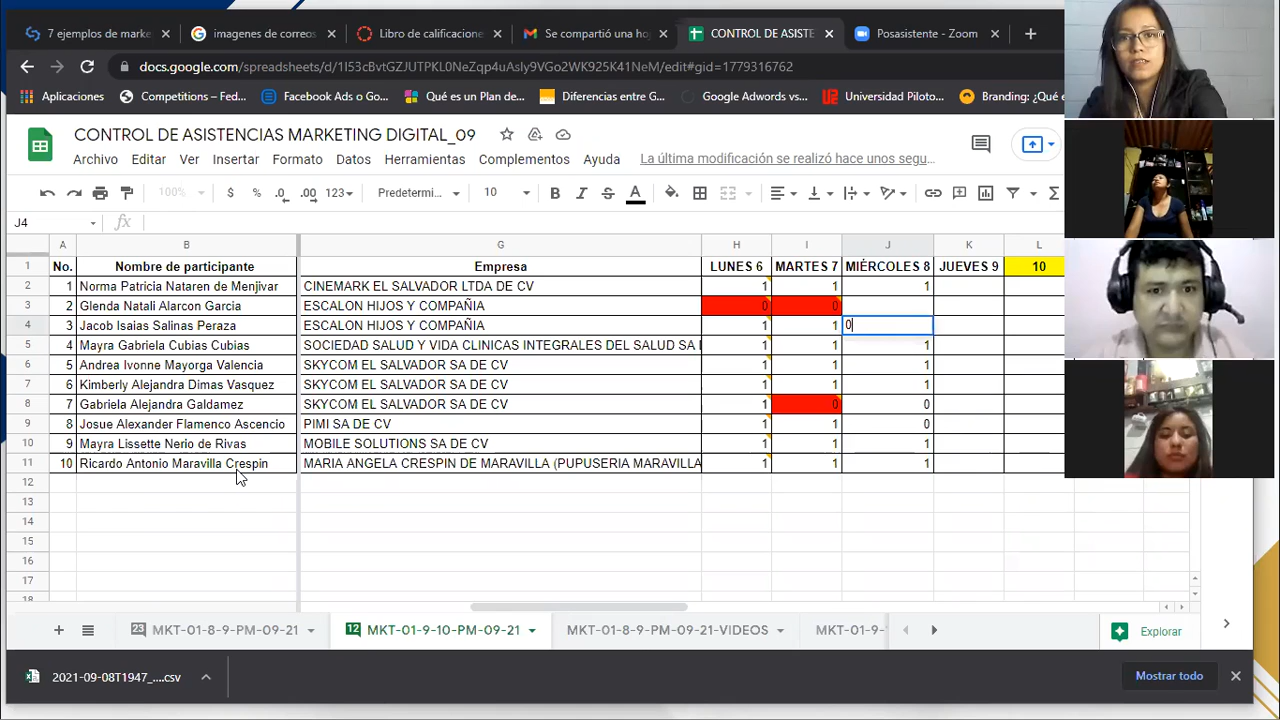 7 ejemplos de marke
imagenes de correos
Libro de calificacione
Se compartió una ho
CONTROL DE ASISTE
Posasistente - Zoom
docs.google.com/spreadsheets/d/1I53cBvtGZJUTPKL0NeZqp4uAsIy9VGo2WK925K41NeM/edit#gid=1779316762
Aplicaciones
Competitions – Fed...
Facebook Ads o Go...
Qué es un Plan de...
Diferencias entre G...
Google Adwords vs...
Universidad Piloto...
Branding: ¿Qué e
CONTROL DE ASISTENCIAS MARKETING DIGITAL_09
Archivo Editar Ver Insertar Formato Datos Herramientas Complementos Ayuda La última modificación se realizó hace unos segu...
100% $ % .0 .00 123 Predetermi... 10 B I S A
J4 fx
A B G H I J K L
1 No. Nombre de participante Empresa LUNES 6 MARTES 7 MIÉRCOLES 8 JUEVES 9 10
2 1 Norma Patricia Nataren de Menjivar CINEMARK EL SALVADOR LTDA DE CV 1 1 1
3 2 Glenda Natali Alarcon Garcia ESCALON HIJOS Y COMPAÑIA 0 0
4 3 Jacob Isaias Salinas Peraza ESCALON HIJOS Y COMPAÑIA 1 1 0
5 4 Mayra Gabriela Cubias Cubias SOCIEDAD SALUD Y VIDA CLINICAS INTEGRALES DEL SALUD SA 1 1 1
6 5 Andrea Ivonne Mayorga Valencia SKYCOM EL SALVADOR SA DE CV 1 1 1
7 6 Kimberly Alejandra Dimas Vasquez SKYCOM EL SALVADOR SA DE CV 1 1 1
8 7 Gabriela Alejandra Galdamez SKYCOM EL SALVADOR SA DE CV 1 0 0
9 8 Josue Alexander Flamenco Ascencio PIMI SA DE CV 1 1 0
10 9 Mayra Lissette Nerio de Rivas MOBILE SOLUTIONS SA DE CV 1 1 1
11 10 Ricardo Antonio Maravilla Crespin MARIA ANGELA CRESPIN DE MARAVILLA (PUPUSERIA MARAVILLA 1 1 1
12
13
14
15
16
17
18
23 MKT-01-8-9-PM-09-21 12 MKT-01-9-10-PM-09-21 MKT-01-8-9-PM-09-21-VIDEOS MKT-01-9- Explorar
2021-09-08T1947_....csv Mostrar todo